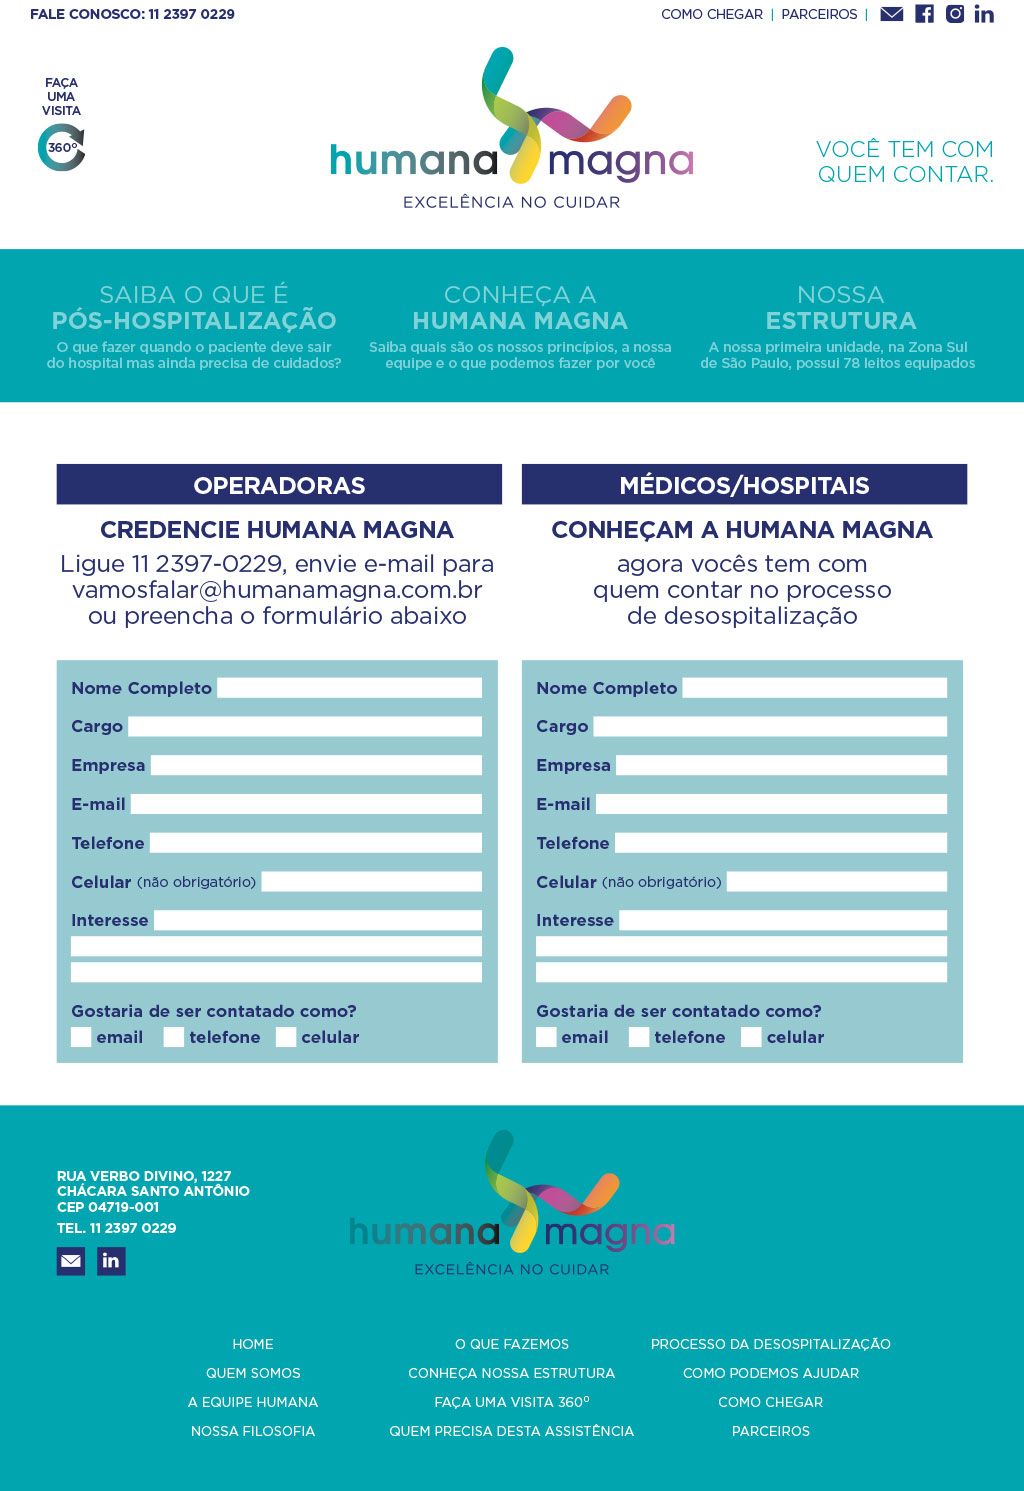 FALE CONOSCO: 11 2397 0229
COMO CHEGAR | PARCEIROS |
FAÇA
UMA
VISITA
360º
humana magna
EXCELÊNCIA NO CUIDAR
VOCÊ TEM COM
QUEM CONTAR.
SAIBA O QUE É
PÓS-HOSPITALIZAÇÃO
O que fazer quando o paciente deve sair
do hospital mas ainda precisa de cuidados?
CONHEÇA A
HUMANA MAGNA
Saiba quais são os nossos princípios, a nossa
equipe e o que podemos fazer por você
NOSSA
ESTRUTURA
A nossa primeira unidade, na Zona Sul
de São Paulo, possui 78 leitos equipados
OPERADORAS
CREDENCIE HUMANA MAGNA
Ligue 11 2397-0229, envie e-mail para
vamosfalar@humanamagna.com.br
ou preencha o formulário abaixo
Nome Completo
Cargo
Empresa
E-mail
Telefone
Celular (não obrigatório)
Interesse
Gostaria de ser contatado como?
email telefone celular
MÉDICOS/HOSPITAIS
CONHEÇAM A HUMANA MAGNA
agora vocês tem com
quem contar no processo
de desospitalização
Nome Completo
Cargo
Empresa
E-mail
Telefone
Celular (não obrigatório)
Interesse
Gostaria de ser contatado como?
email telefone celular
RUA VERBO DIVINO, 1227
CHÁCARA SANTO ANTÔNIO
CEP 04719-001
TEL. 11 2397 0229
humana magna
EXCELÊNCIA NO CUIDAR
HOME
QUEM SOMOS
A EQUIPE HUMANA
NOSSA FILOSOFIA
O QUE FAZEMOS
CONHEÇA NOSSA ESTRUTURA
FAÇA UMA VISITA 360º
QUEM PRECISA DESTA ASSISTÊNCIA
PROCESSO DA DESOSPITALIZAÇÃO
COMO PODEMOS AJUDAR
COMO CHEGAR
PARCEIROS